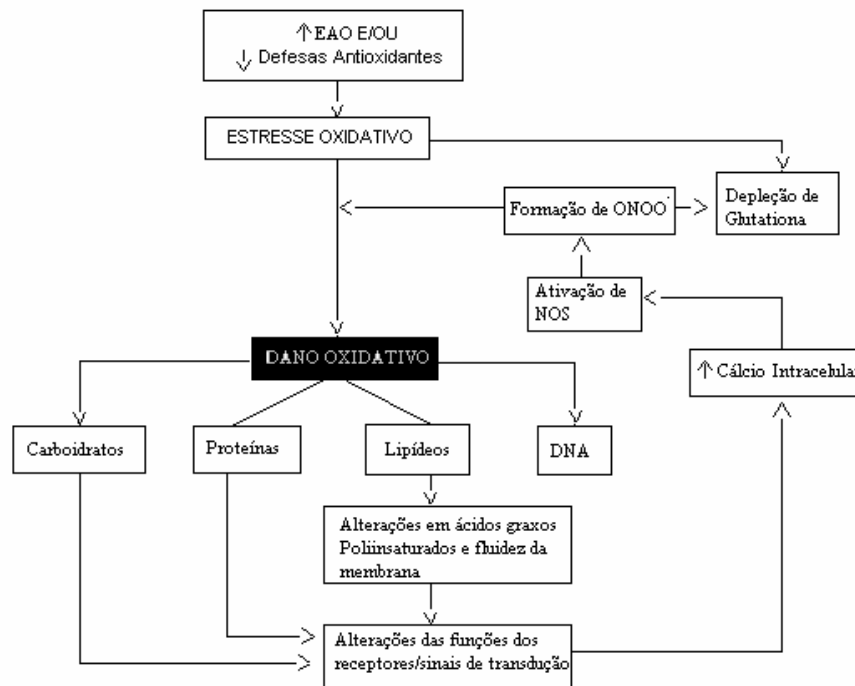 ↑EAO E/OU
↓ Defesas Antioxidantes
ESTRESSE OXIDATIVO
Formação de ONOO-
Depleção de
Glutationa
Ativação de
NOS
DANO OXIDATIVO
↑Cálcio Intracelular
Carboidratos
Proteínas
Lipídeos
DNA
Alterações em ácidos graxos
Poliinsaturados e fluidez da
membrana
Alterações das funções dos
receptores/sinais de transdução